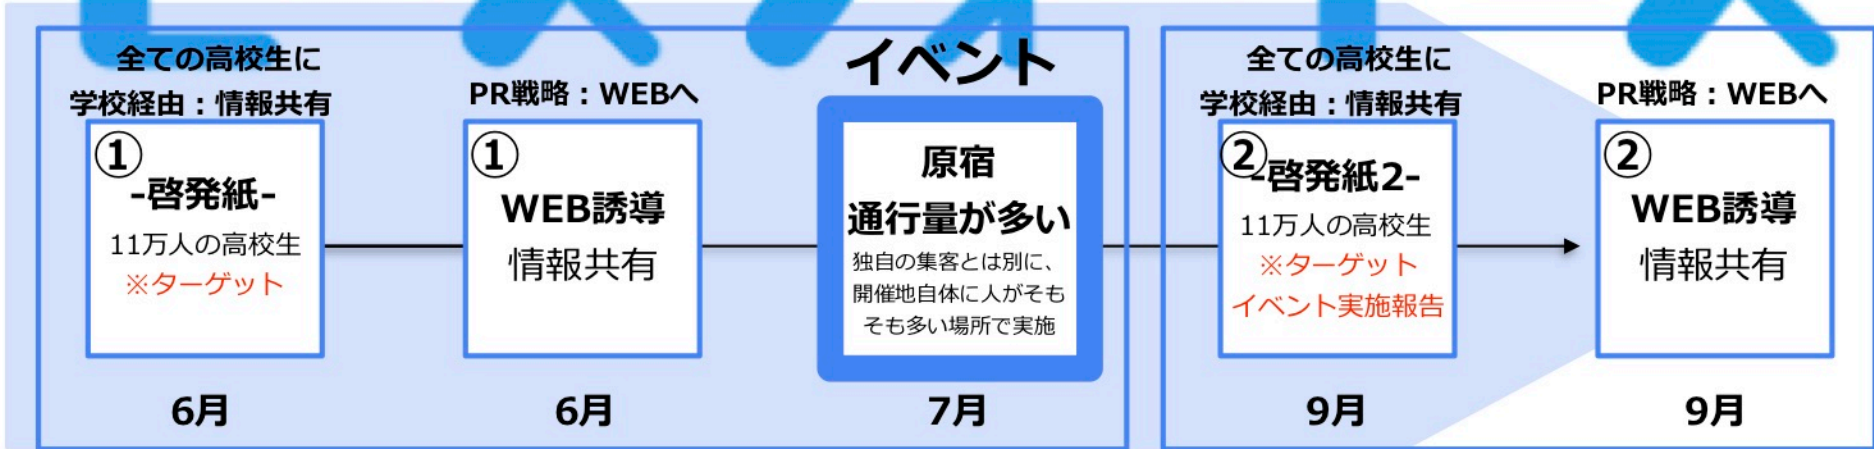 全ての高校生に
学校経由：情報共有
①
-啓発紙-
11万人の高校生
※ターゲット
6月
PR戦略：WEBへ
①
WEB誘導
情報共有
6月
イベント
原宿
通行量が多い
独自の集客とは別に、
開催地自体に人がそも
そも多い場所で実施
7月
全ての高校生に
学校経由：情報共有
②
-啓発紙2-
11万人の高校生
※ターゲット
イベント実施報告
9月
PR戦略：WEBへ
②
WEB誘導
情報共有
9月